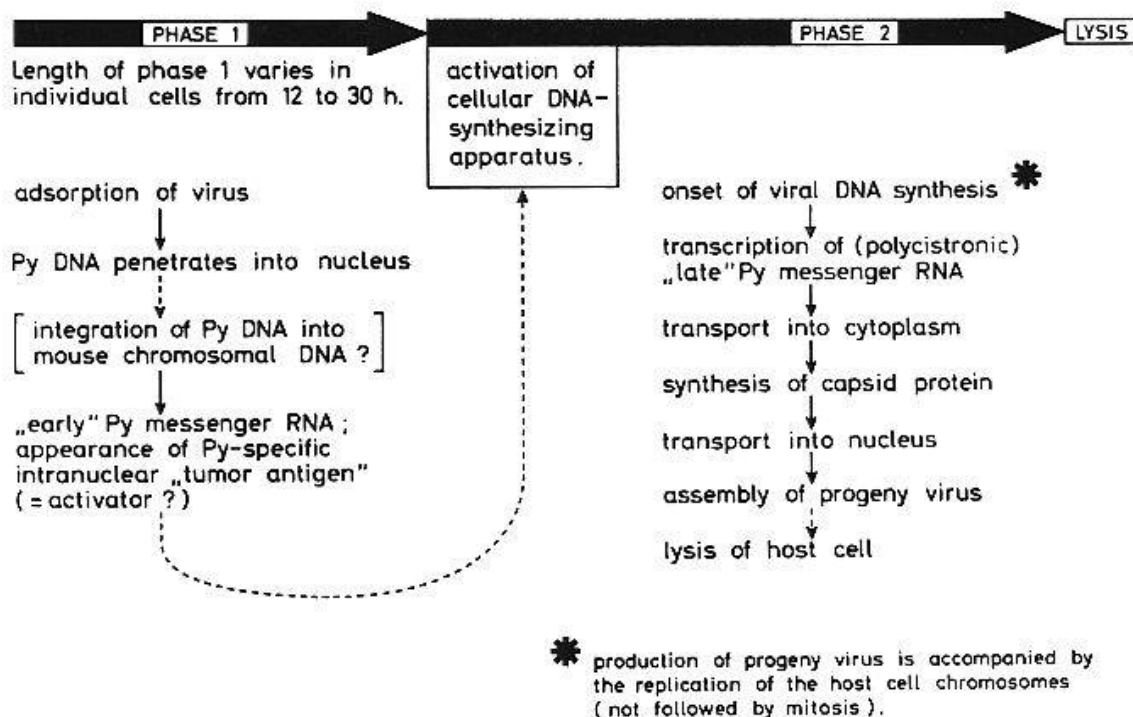 PHASE 1
PHASE 2
LYSIS
Length of phase 1 varies in
individual cells from 12 to 30 h.
activation of
cellular DNA-
synthesizing
apparatus.
adsorption of virus
Py DNA penetrates into nucleus
[integration of Py DNA into
mouse chromosomal DNA ?]
„early" Py messenger RNA ;
appearance of Py-specific
intranuclear „tumor antigen"
( = activator ? )
onset of viral DNA synthesis *
transcription of (polycistronic)
„late" Py messenger RNA
transport into cytoplasm
synthesis of capsid protein
transport into nucleus
assembly of progeny virus
lysis of host cell
* production of progeny virus is accompanied by
the replication of the host cell chromosomes
( not followed by mitosis ).